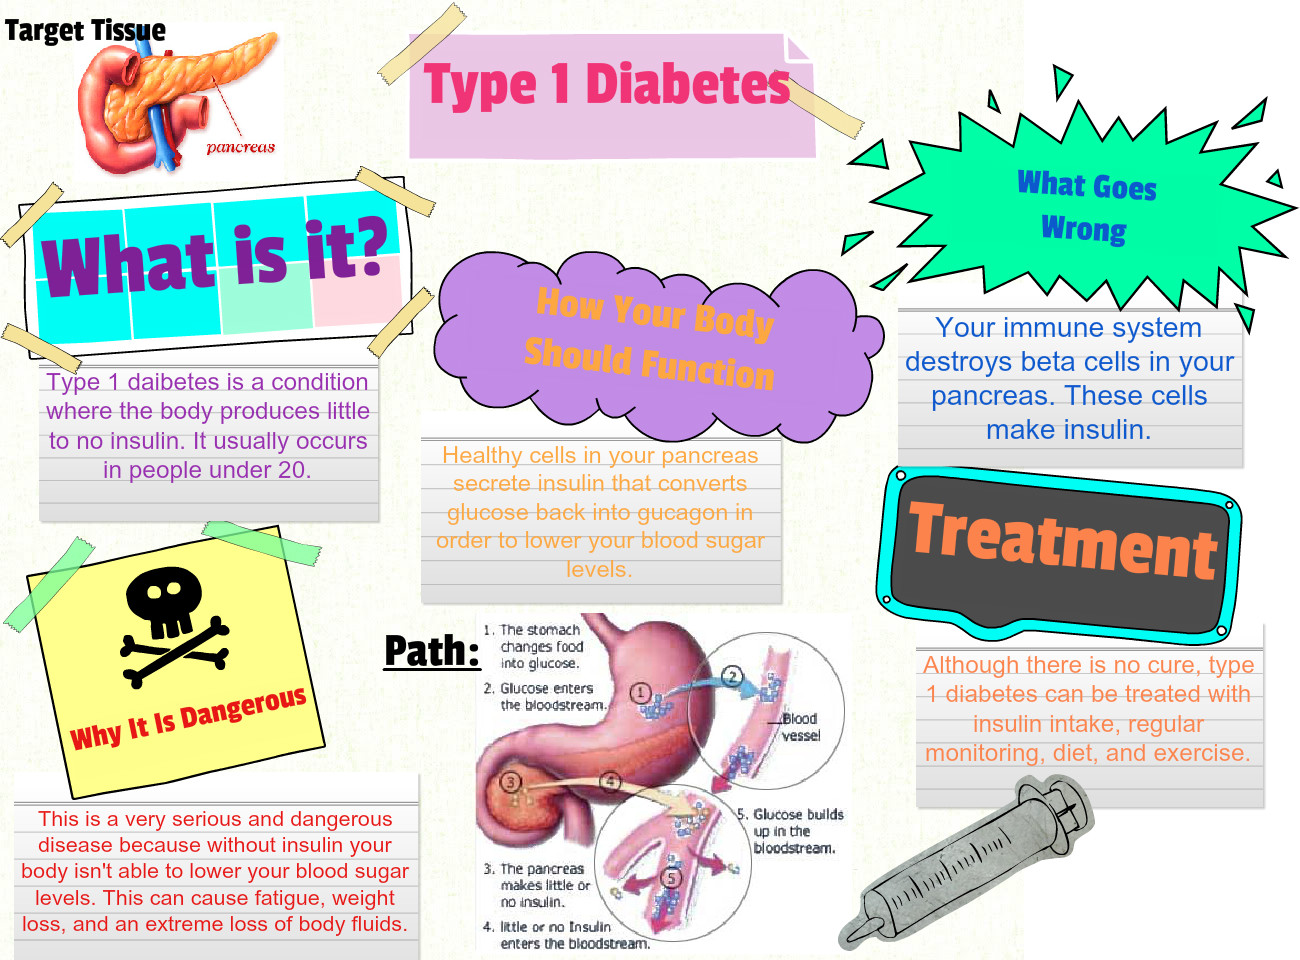 Target Tissue
pancreas
Type 1 Diabetes
What is it?
Type 1 daibetes is a condition
where the body produces little
to no insulin. It usually occurs
in people under 20.
How Your Body
Should Function
Healthy cells in your pancreas
secrete insulin that converts
glucose back into gucagon in
order to lower your blood sugar
levels.
What Goes
Wrong
Your immune system
destroys beta cells in your
pancreas. These cells
make insulin.
Why It Is Dangerous
This is a very serious and dangerous
disease because without insulin your
body isn't able to lower your blood sugar
levels. This can cause fatigue, weight
loss, and an extreme loss of body fluids.
Path:
1. The stomach
changes food
into glucose.
2. Glucose enters
the bloodstream.
1
2
Blood
vessel
3
4
5. Glucose builds
up in the
bloodstream.
3. The pancreas
makes little or
no insulin.
5
4. little or no Insulin
enters the bloodstream.
Treatment
Although there is no cure, type
1 diabetes can be treated with
insulin intake, regular
monitoring, diet, and exercise.